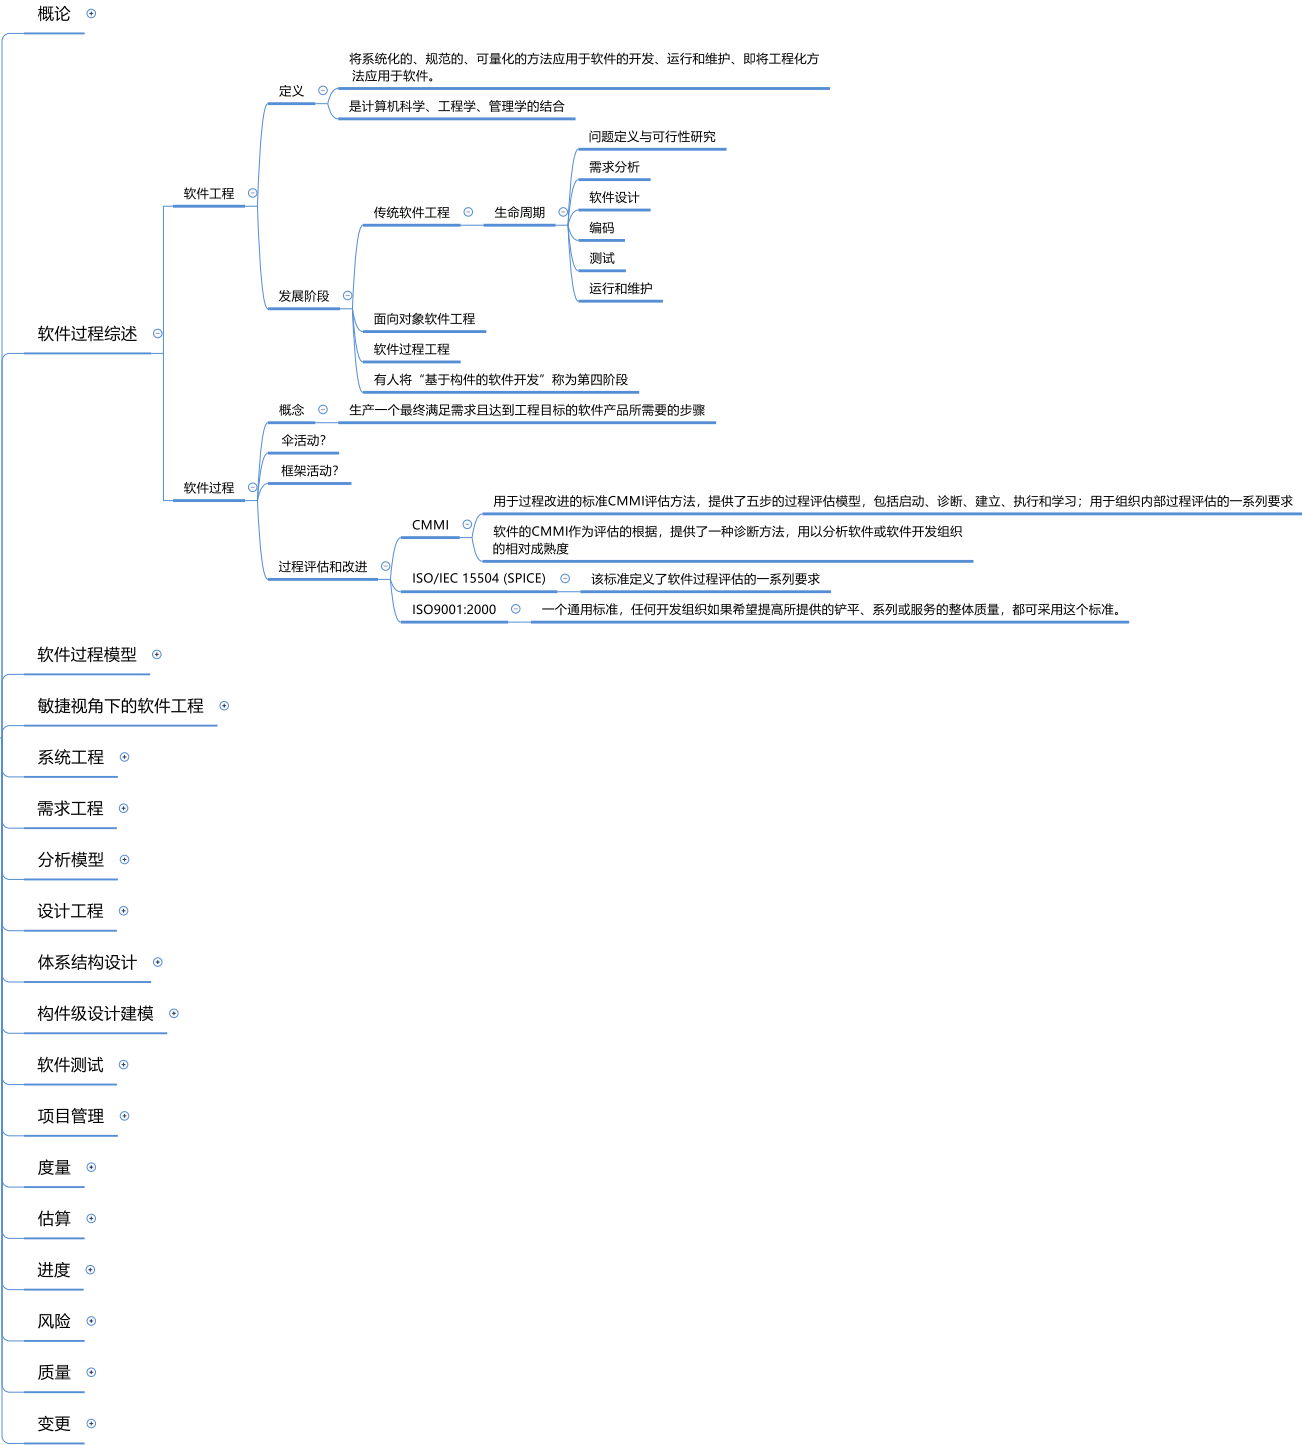 概论
将系统化的、规范的、可量化的方法应用于软件的开发、运行和维护、即将工程化方
法应用于软件。
定义
是计算机科学、工程学、管理学的结合
问题定义与可行性研究
需求分析
软件工程
软件设计
传统软件工程
生命周期
编码
测试
运行和维护
发展阶段
面向对象软件工程
软件过程综述
软件过程工程
有人将“基于构件的软件开发”称为第四阶段
概念
生产一个最终满足需求且达到工程目标的软件产品所需要的步骤
伞活动?
框架活动?
软件过程
用于过程改进的标准CMMI评估方法，提供了五步的过程评估模型，包括启动、诊断、建立、执行和学习；用于组织内部过程评估的一系列要求
CMMI
软件的CMMI作为评估的根据，提供了一种诊断方法，用以分析软件或软件开发组织
的相对成熟度
过程评估和改进
ISO/IEC 15504 (SPICE)
该标准定义了软件过程评估的一系列要求
ISO9001:2000
一个通用标准，任何开发组织如果希望提高所提供的铲平、系列或服务的整体质量，都可采用这个标准。
软件过程模型
敏捷视角下的软件工程
系统工程
需求工程
分析模型
设计工程
体系结构设计
构件级设计建模
软件测试
项目管理
度量
估算
进度
风险
质量
变更